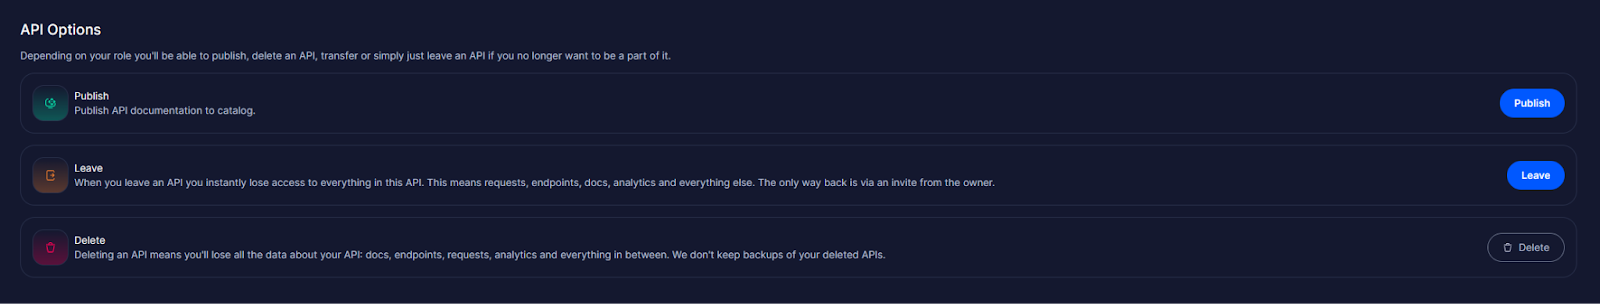 API Options
Depending on your role you'll be able to publish, delete an API, transfer or simply just leave an API if you no longer want to be a part of it.
Publish
Publish API documentation to catalog.
Publish
Leave
When you leave an API you instantly lose access to everything in this API. This means requests, endpoints, docs, analytics and everything else. The only way back is via an invite from the owner.
Leave
Delete
Deleting an API means you'll lose all the data about your API: docs, endpoints, requests, analytics and everything in between. We don't keep backups of your deleted APIs.
Delete